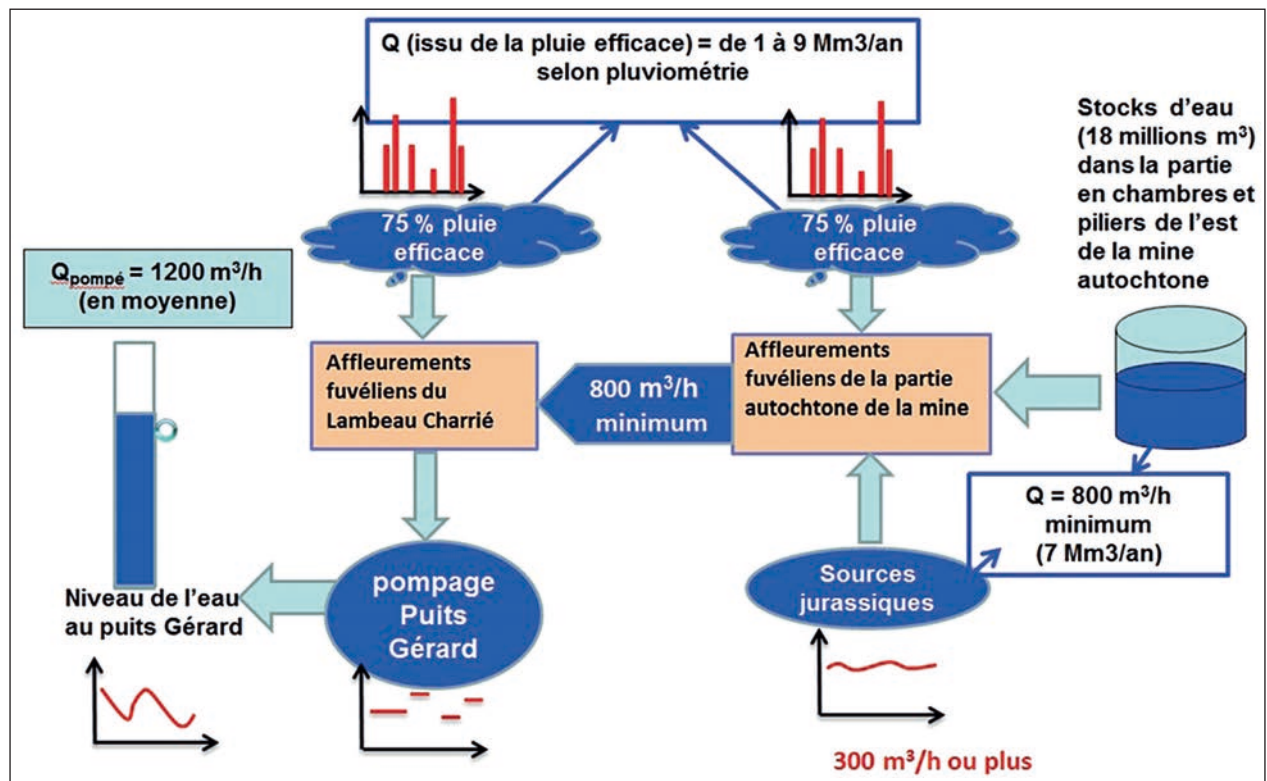 Q (issu de la pluie efficace) = de 1 à 9 Mm3/an
selon pluviométrie
Stocks d'eau
(18 millions m³)
dans la partie
en chambres et
piliers de l'est
de la mine
autochtone
75 % pluie
efficace
75 % pluie
efficace
Qpompé = 1200 m³/h
(en moyenne)
Affleurements
fuvéliens du
Lambeau Charrié
800 m³/h
minimum
Affleurements
fuvéliens de la partie
autochtone de la mine
Q = 800 m³/h
minimum
(7 Mm3/an)
Sources
jurassiques
pompage
Puits
Gérard
Niveau de l'eau
au puits Gérard
300 m³/h ou plus